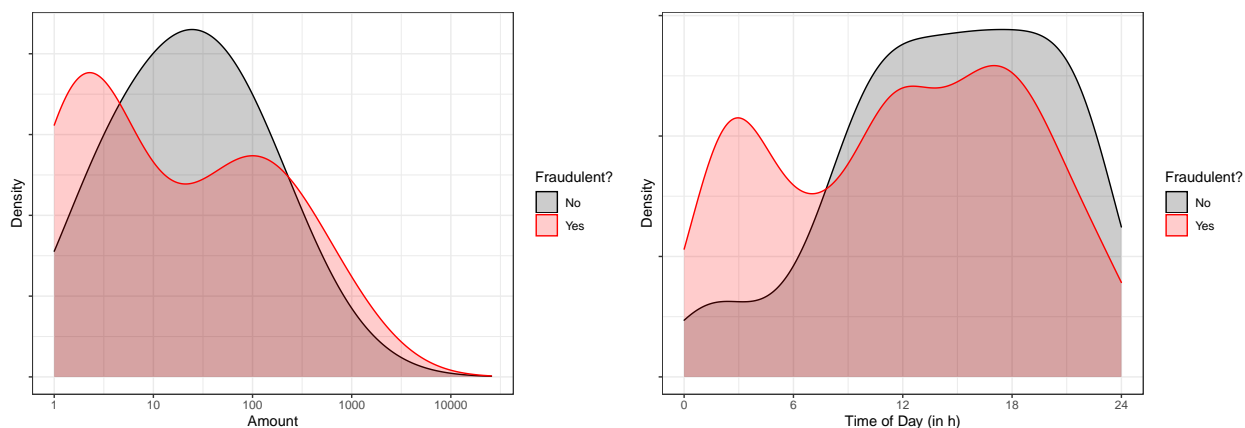 Density
1
10
100
1000
10000
Amount
Fraudulent?
No
Yes
Density
0
6
12
18
24
Time of Day (in h)
Fraudulent?
No
Yes